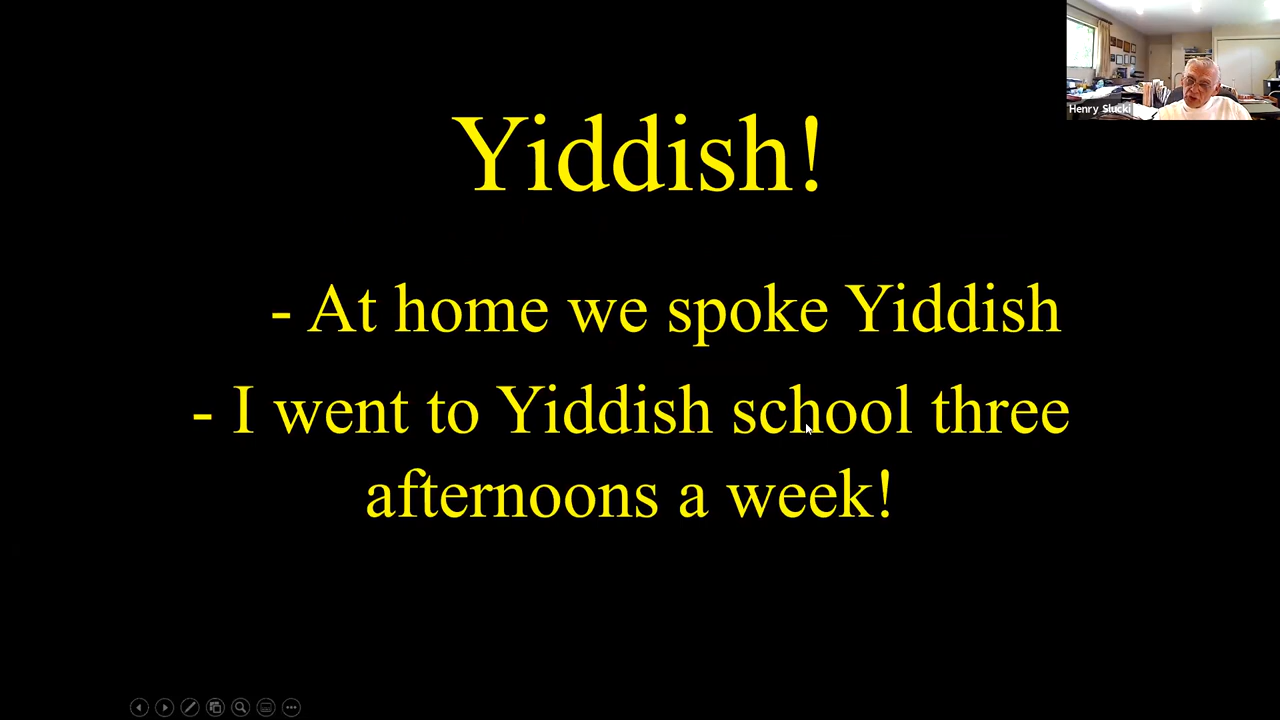 Yiddish!
Henry Slucki
- At home we spoke Yiddish
- I went to Yiddish school three
afternoons a week!